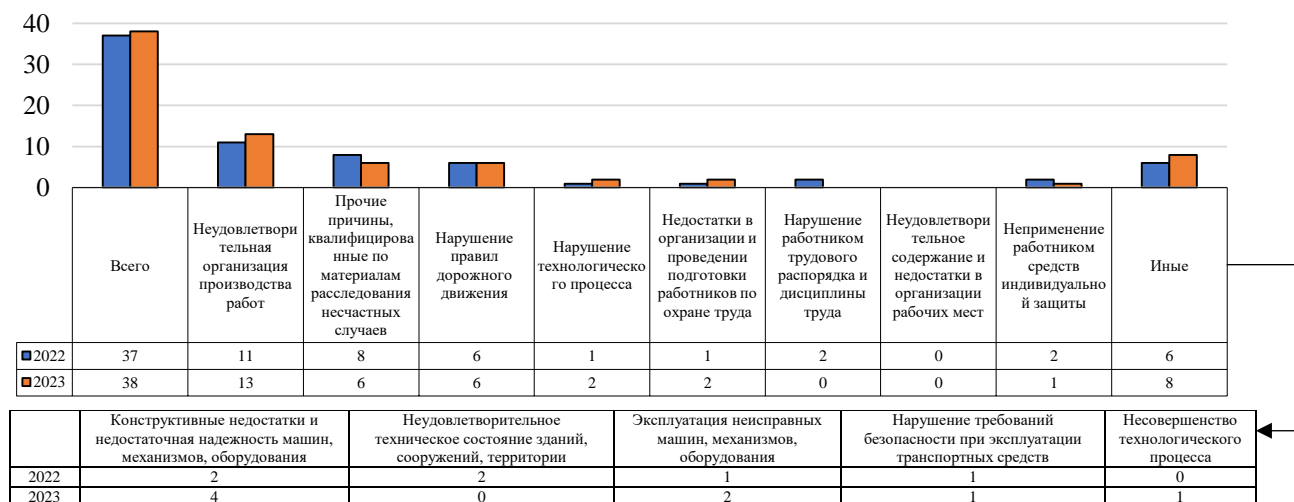 40
30
20
10
0
Всего
Неудовлетвори
тельная
организация
производства
работ
Прочие
причины,
квалифицирова
нные по
материалам
расследования
несчастных
случаев
Нарушение
правил
дорожного
движения
Нарушение
технологическо
го процесса
Недостатки в
организации и
проведении
подготовки
работников по
охране труда
Нарушение
работником
трудового
распорядка и
дисциплины
труда
Неудовлетвори
тельное
содержание и
недостатки в
организации
рабочих мест
Неприменение
работником
средств
индивидуально
й защиты
Иные
2022 37 11 8 6 1 1 2 0 2 6
2023 38 13 6 6 2 2 0 0 1 8
Конструктивные недостатки и
недостаточная надежность машин,
механизмов, оборудования
Неудовлетворительное
техническое состояние зданий,
сооружений, территории
Эксплуатация неисправных
машин, механизмов,
оборудования
Нарушение требований
безопасности при эксплуатации
транспортных средств
Несовершенство
технологического
процесса
2022 2 2 1 1 0
2023 4 0 2 1 1